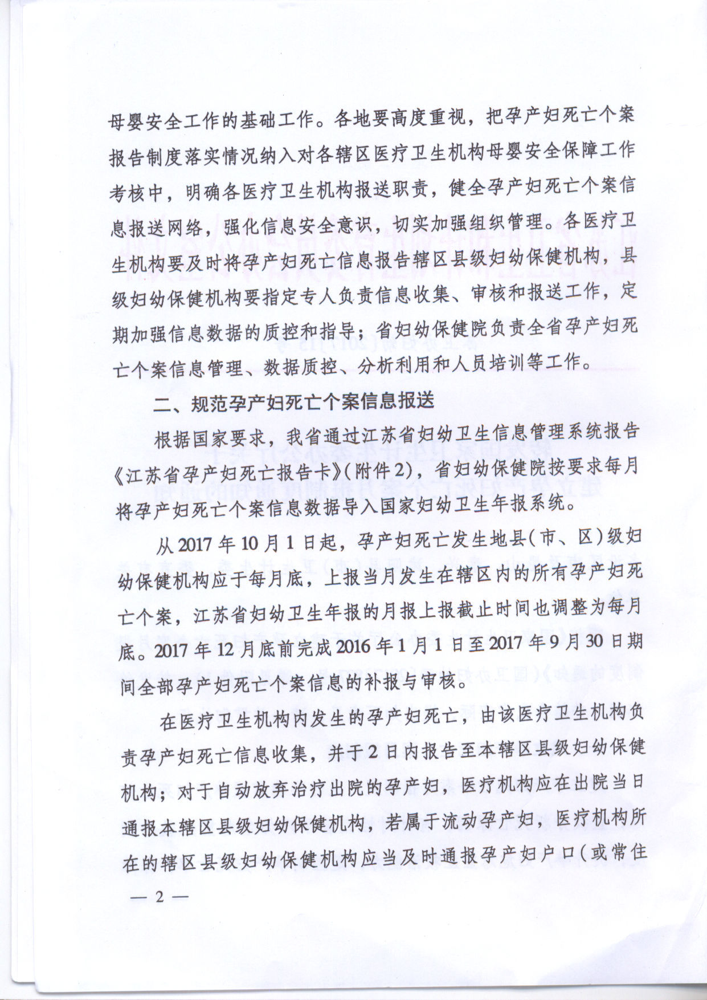 母婴安全工作的基础工作。各地要高度重视，把孕产妇死亡个案
报告制度落实情况纳入对各辖区医疗卫生机构母婴安全保障工作
考核中，明确各医疗卫生机构报送职责，健全孕产妇死亡个案信
息报送网络，强化信息安全意识，切实加强组织管理。各医疗卫
生机构要及时将孕产妇死亡信息报告辖区县级妇幼保健机构，县
级妇幼保健机构要指定专人负责信息收集、审核和报送工作，定
期加强信息数据的质控和指导；省妇幼保健院负责全省孕产妇死
亡个案信息管理、数据质控、分析利用和人员培训等工作。
二、规范孕产妇死亡个案信息报送
根据国家要求，我省通过江苏省妇幼卫生信息管理系统报告
《江苏省孕产妇死亡报告卡》（附件2），省妇幼保健院按要求每月
将孕产妇死亡个案信息数据导入国家妇幼卫生年报系统。
从2017年10月1日起，孕产妇死亡发生地县（市、区）级妇
幼保健机构应于每月底，上报当月发生在辖区内的所有孕产妇死
亡个案，江苏省妇幼卫生年报的月报上报截止时间也调整为每月
底。2017年12月底前完成2016年1月1日至2017年9月30日期
间全部孕产妇死亡个案信息的补报与审核。
在医疗卫生机构内发生的孕产妇死亡，由该医疗卫生机构负
责孕产妇死亡信息收集，并于2日内报告至本辖区县级妇幼保健
机构；对于自动放弃治疗出院的孕产妇，医疗机构应在出院当日
通报本辖区县级妇幼保健机构，若属于流动孕产妇，医疗机构所
在的辖区县级妇幼保健机构应当及时通报孕产妇户口（或常住
— 2 —